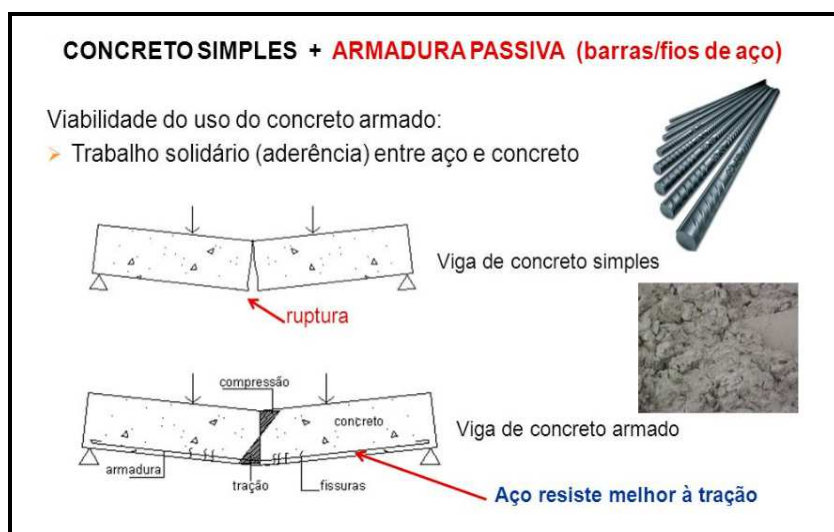 CONCRETO SIMPLES + ARMADURA PASSIVA (barras/fios de aço)
Viabilidade do uso do concreto armado:
➢ Trabalho solidário (aderência) entre aço e concreto
Viga de concreto simples
ruptura
compressão
concreto
Viga de concreto armado
armadura
tração
fissuras
Aço resiste melhor à tração